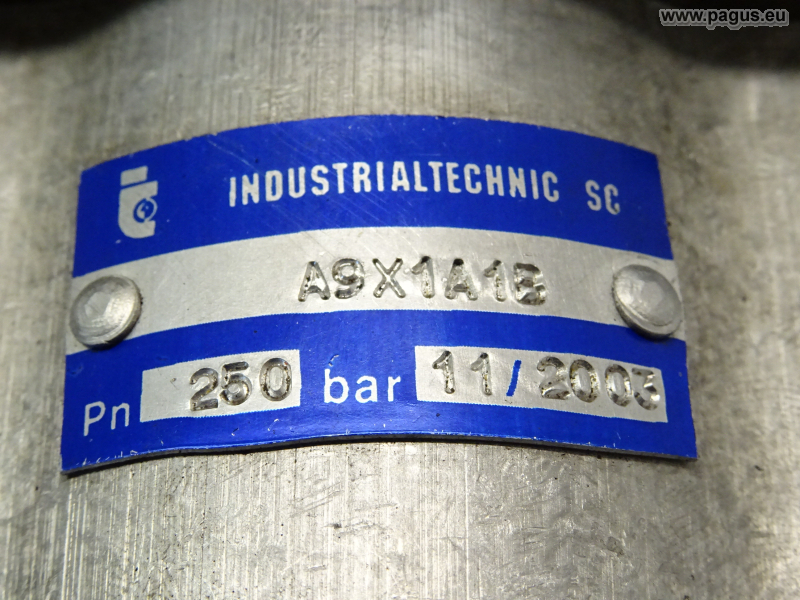 www.pagus.eu
INDUSTRIALTECHNIC SC
A9X1A1B
Pn 250 bar 11/2003